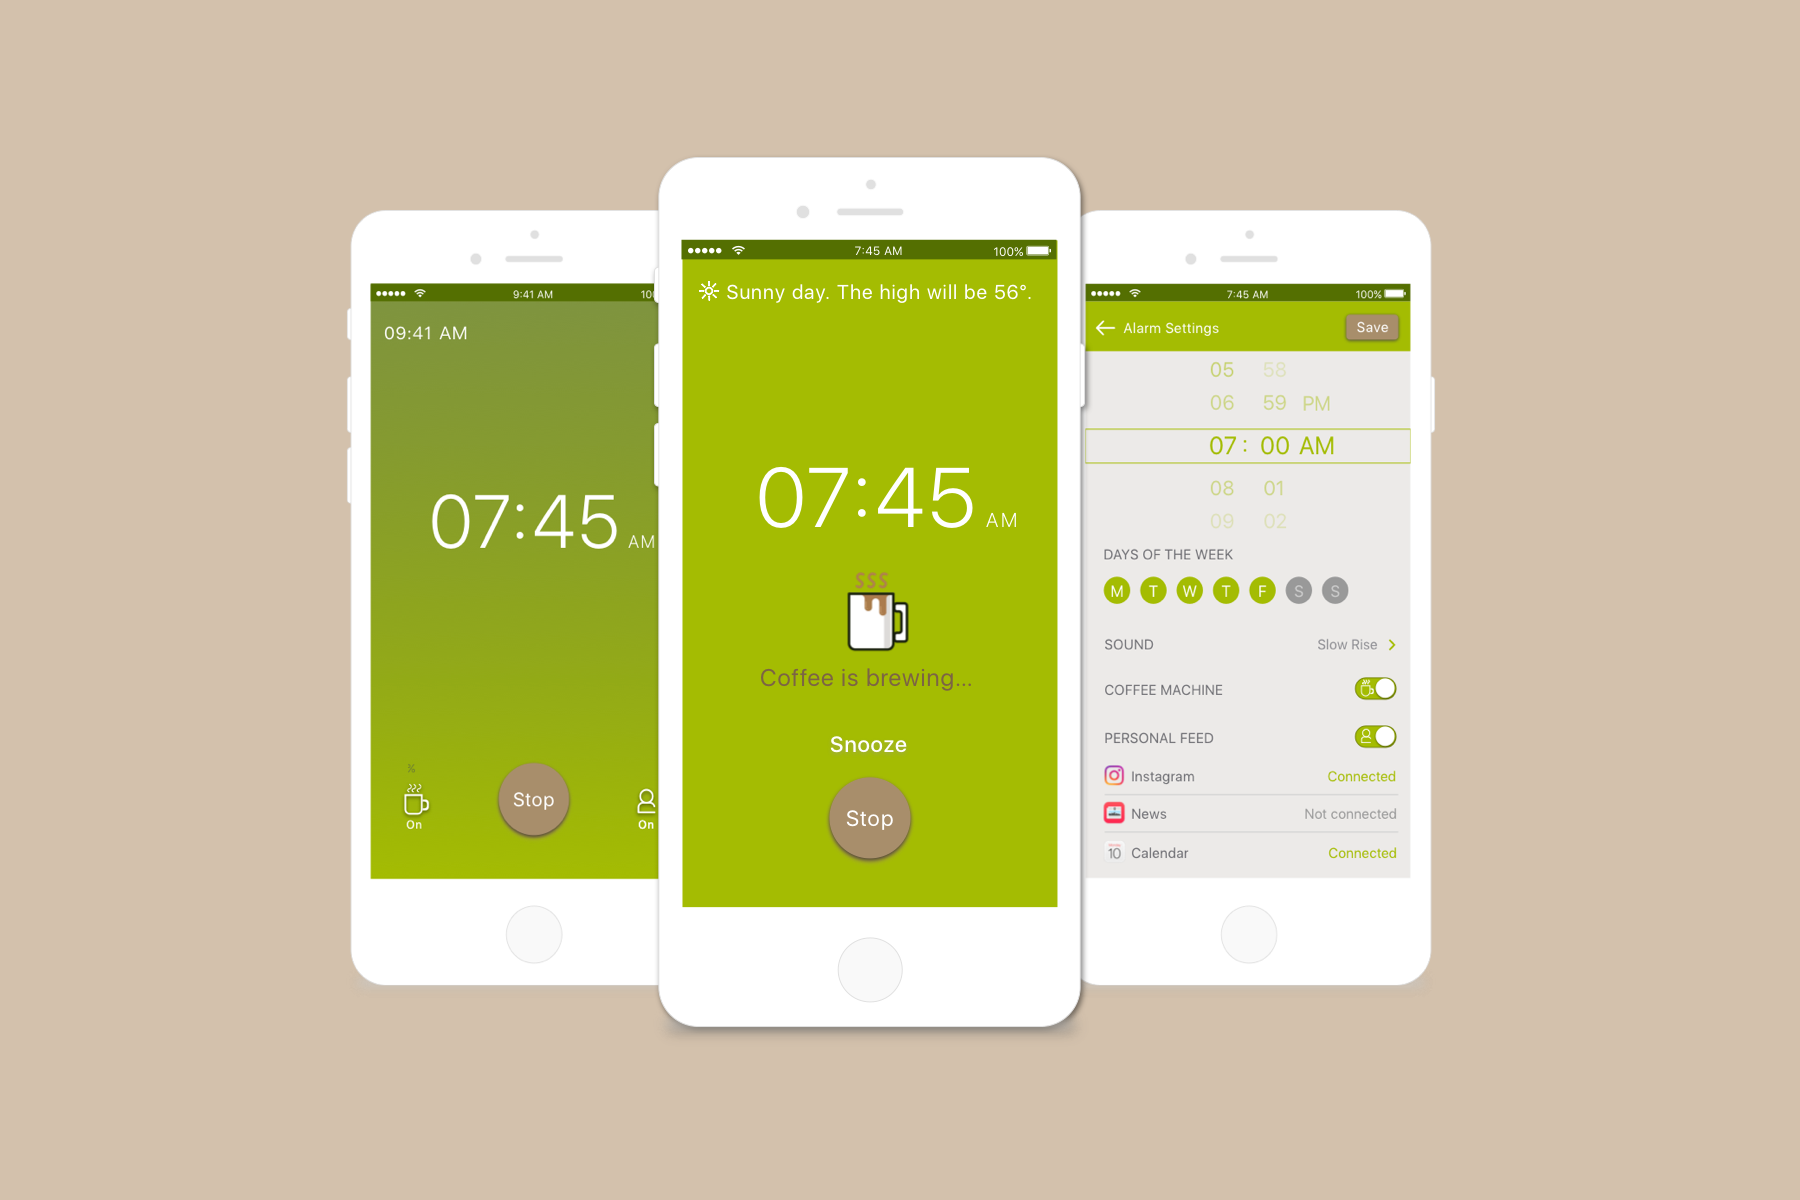 9:41 AM
10
09:41 AM
07:45 AM
%
On
Stop
On
7:45 AM
100%
Sunny day. The high will be 56°.
07:45 AM
SSS
Coffee is brewing...
Snooze
Stop
7:45 AM
100%
Alarm Settings
Save
05 58
06 59 PM
07 : 00 AM
08 01
09 02
DAYS OF THE WEEK
M T W T F S S
SOUND
Slow Rise
COFFEE MACHINE
PERSONAL FEED
Instagram
Connected
News
Not connected
10
Calendar
Connected